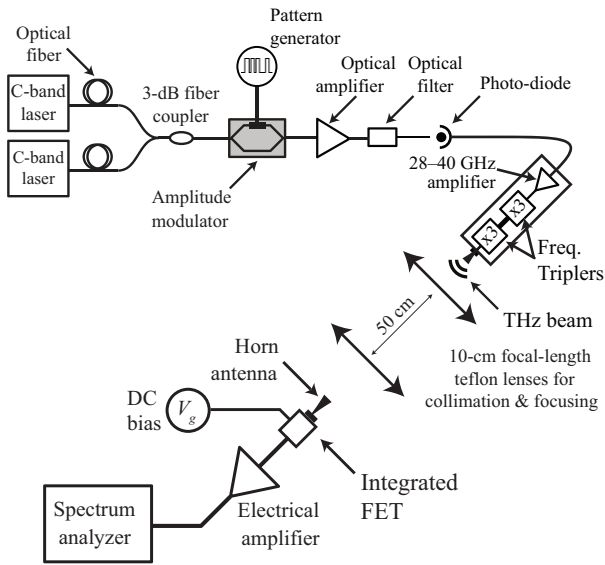 Pattern
generator
Optical
fiber
Optical
amplifier
Optical
filter
C-band
laser
3-dB fiber
coupler
Photo-diode
C-band
laser
Amplitude
modulator
28–40 GHz
amplifier
x3
x3
Freq.
Triplers
THz beam
50 cm
10-cm focal-length
teflon lenses for
collimation & focusing
Horn
antenna
DC
bias
Vg
Integrated
FET
Electrical
amplifier
Spectrum
analyzer